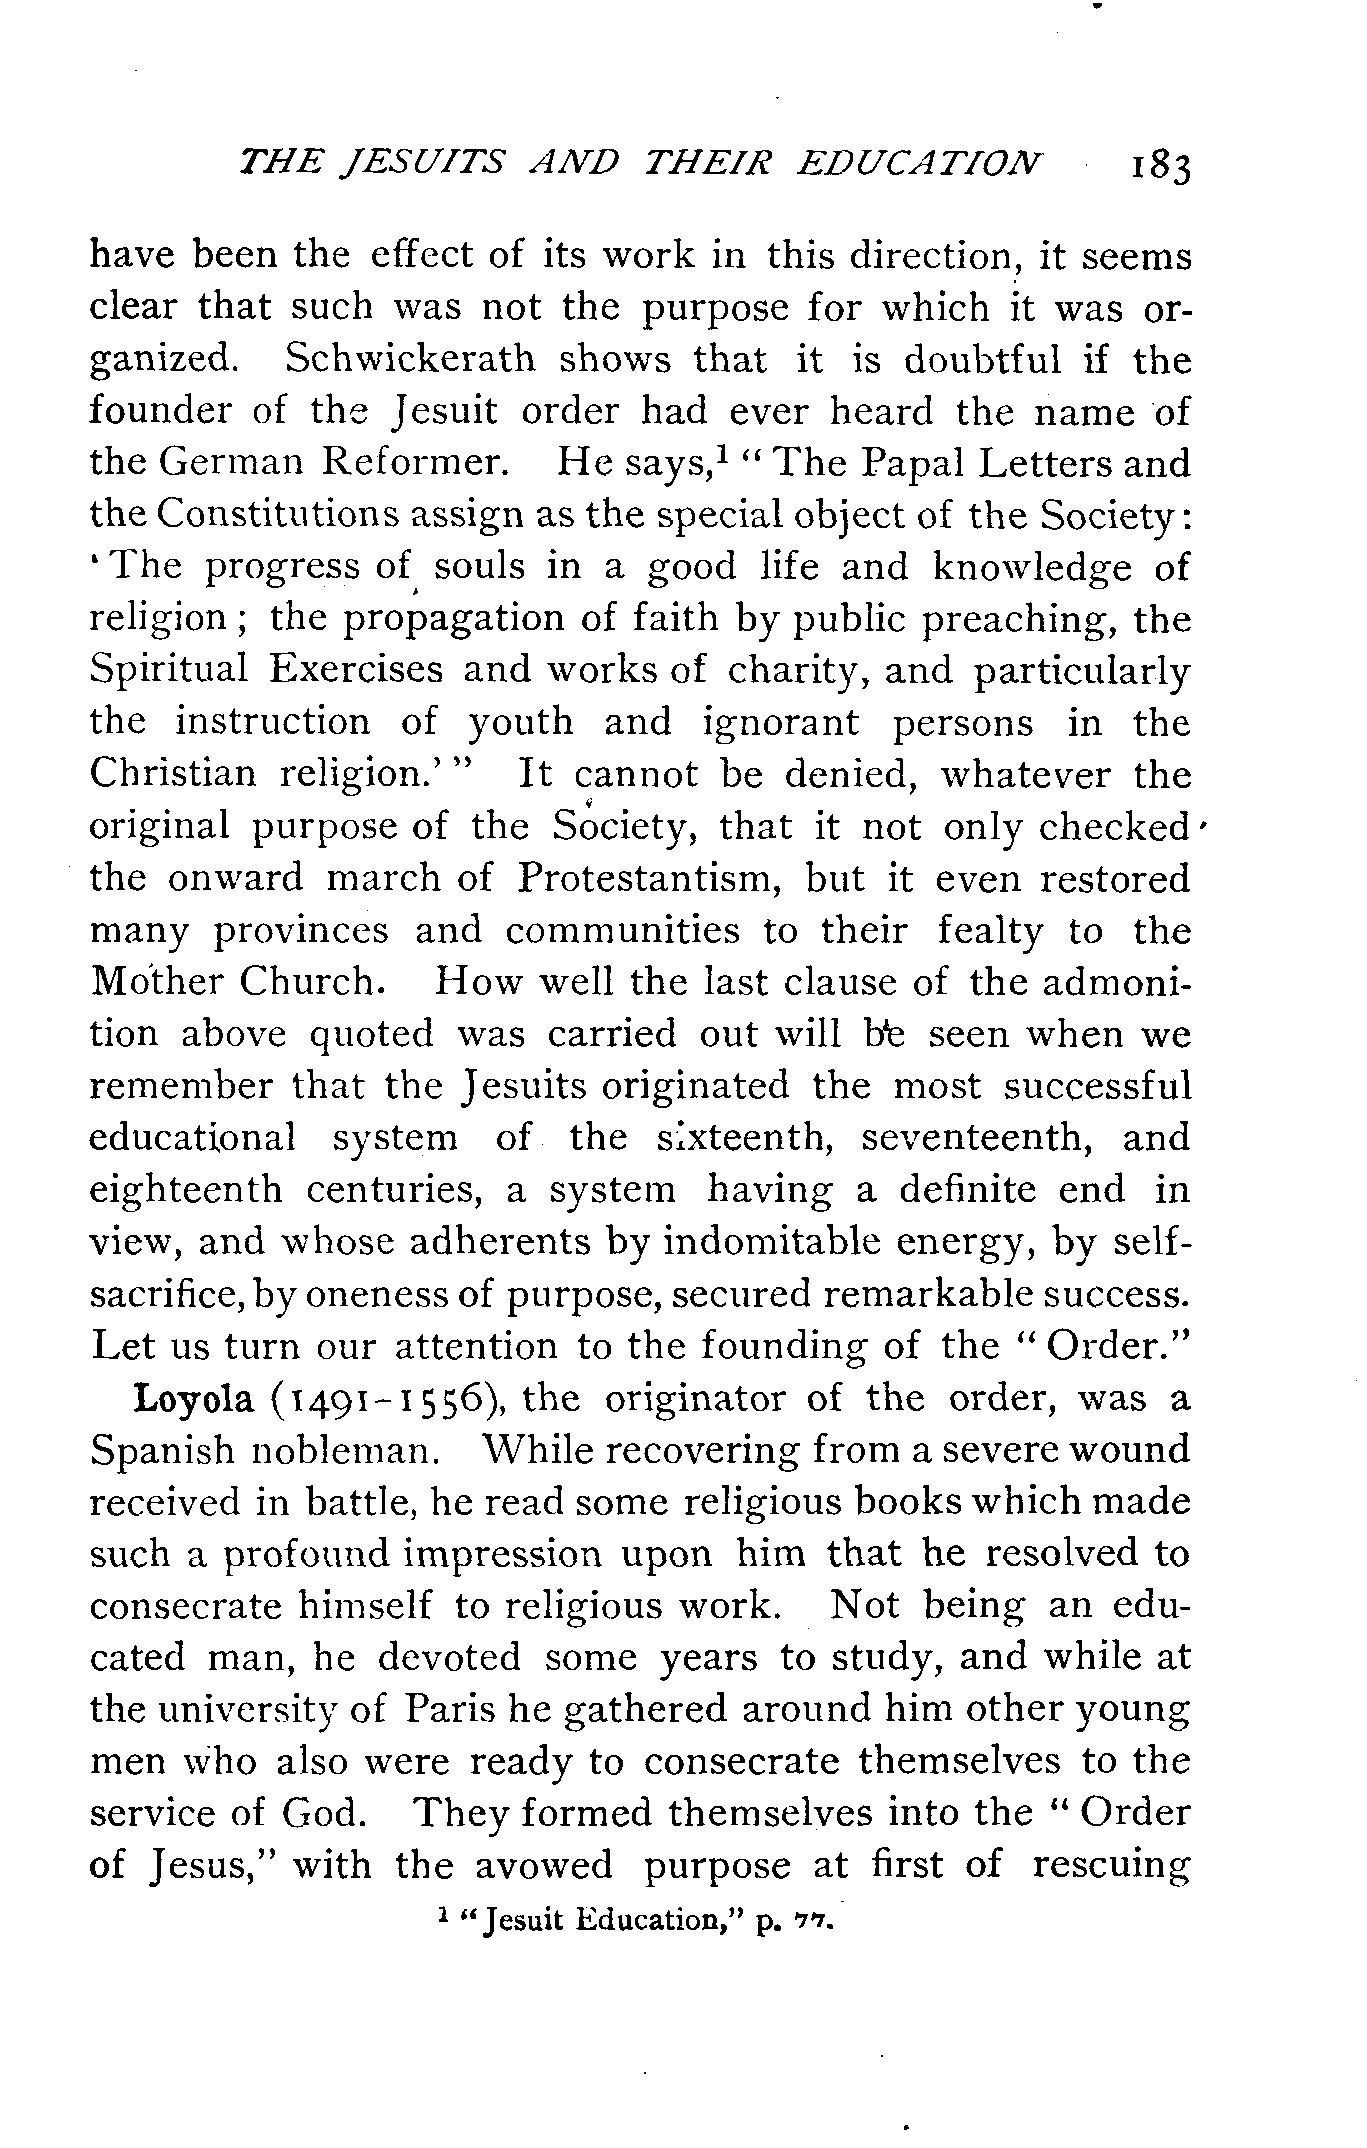 THE JESUITS AND THEIR EDUCATION 183
have been the effect of its work in this direction, it seems
clear that such was not the purpose for which it was or-
ganized. Schwickerath shows that it is doubtful if the
founder of the Jesuit order had ever heard the name of
the German Reformer. He says,¹ “ The Papal Letters and
the Constitutions assign as the special object of the Society:
‘ The progress of souls in a good life and knowledge of
religion ; the propagation of faith by public preaching, the
Spiritual Exercises and works of charity, and particularly
the instruction of youth and ignorant persons in the
Christian religion.’ ” It cannot be denied, whatever the
original purpose of the Society, that it not only checked
the onward march of Protestantism, but it even restored
many provinces and communities to their fealty to the
Mother Church. How well the last clause of the admoni-
tion above quoted was carried out will be seen when we
remember that the Jesuits originated the most successful
educational system of the sixteenth, seventeenth, and
eighteenth centuries, a system having a definite end in
view, and whose adherents by indomitable energy, by self-
sacrifice, by oneness of purpose, secured remarkable success.
Let us turn our attention to the founding of the “ Order.”
Loyola (1491-1556), the originator of the order, was a
Spanish nobleman. While recovering from a severe wound
received in battle, he read some religious books which made
such a profound impression upon him that he resolved to
consecrate himself to religious work. Not being an edu-
cated man, he devoted some years to study, and while at
the university of Paris he gathered around him other young
men who also were ready to consecrate themselves to the
service of God. They formed themselves into the “ Order
of Jesus,” with the avowed purpose at first of rescuing
¹ “Jesuit Education,” p. 77.